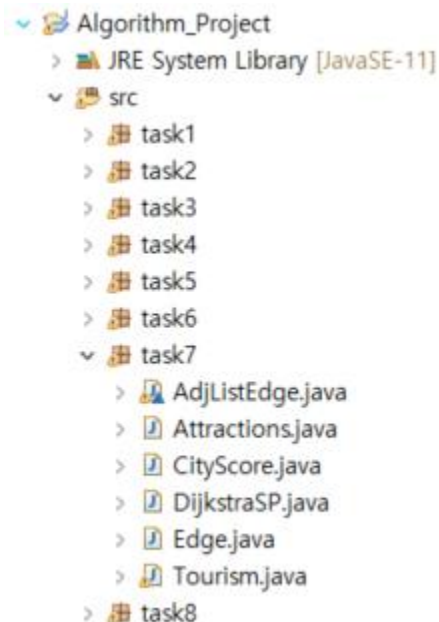 Algorithm_Project
JRE System Library [JavaSE-11]
src
task1
task2
task3
task4
task5
task6
task7
AdjListEdge.java
Attractions.java
CityScore.java
DijkstraSP.java
Edge.java
Tourism.java
task8